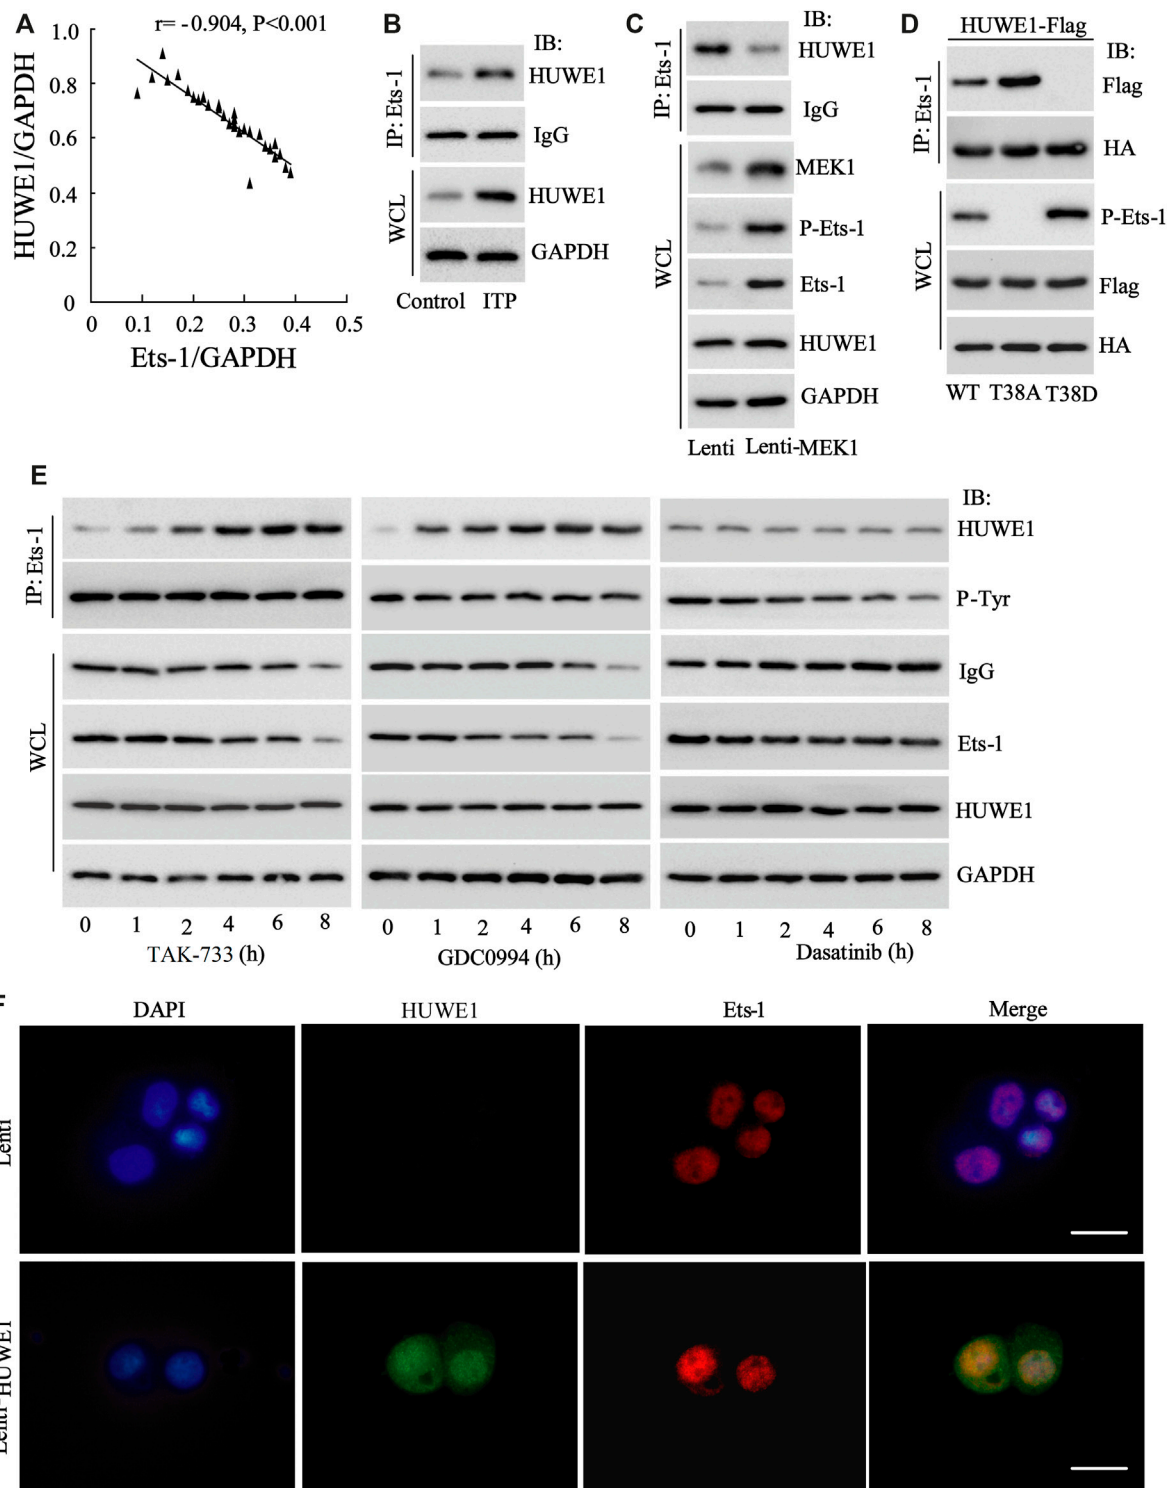 A
r= -0.904, P<0.001
HUWE1/GAPDH
1.0
0.8
0.6
0.4
0.2
0
0 0.1 0.2 0.3 0.4 0.5
Ets-1/GAPDH
B
IB:
IP: Ets-1
HUWE1
IgG
WCL
HUWE1
GAPDH
Control ITP
C
IB:
IP: Ets-1
HUWE1
IgG
WCL
MEK1
P-Ets-1
Ets-1
HUWE1
GAPDH
Lenti Lenti-MEK1
D
HUWE1-Flag
IB:
IP: Ets-1
Flag
HA
WCL
P-Ets-1
Flag
HA
WT T38A T38D
E
IB:
IP: Ets-1
HUWE1
P-Tyr
WCL
IgG
Ets-1
HUWE1
GAPDH
0 1 2 4 6 8
TAK-733 (h)
0 1 2 4 6 8
GDC0994 (h)
0 1 2 4 6 8
Dasatinib (h)
F
DAPI HUWE1 Ets-1 Merge
Lenti
Lenti-HUWE1